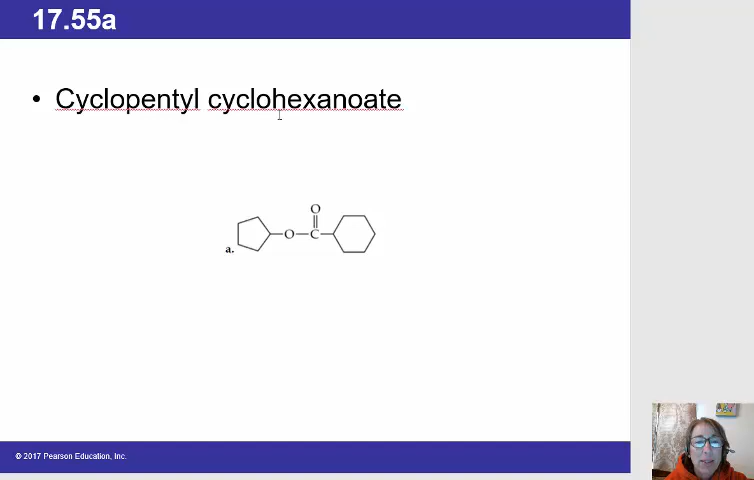 17.55a
• Cyclopentyl cyclohexanoate
O
O C
a.
© 2017 Pearson Education, Inc.